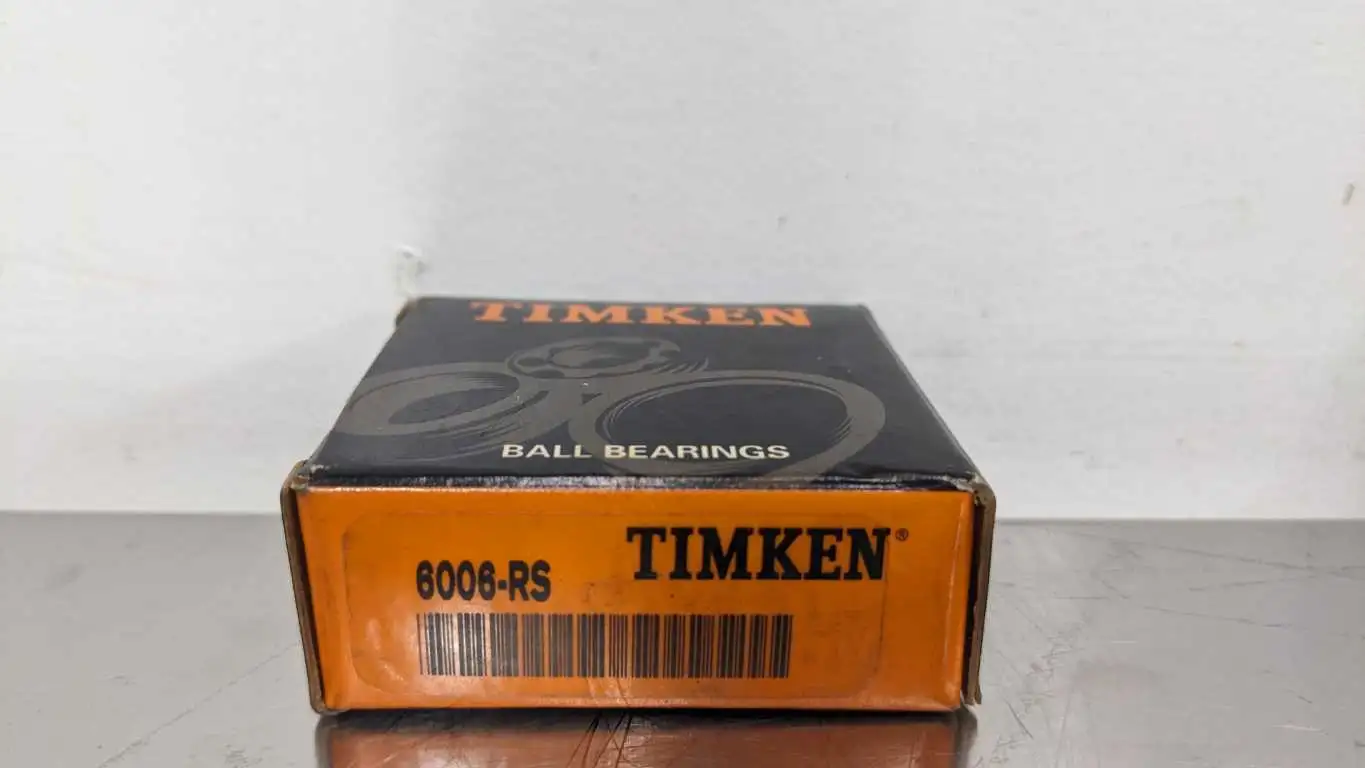 TIMKEN
BALL BEARINGS
TIMKEN®
6006-RS